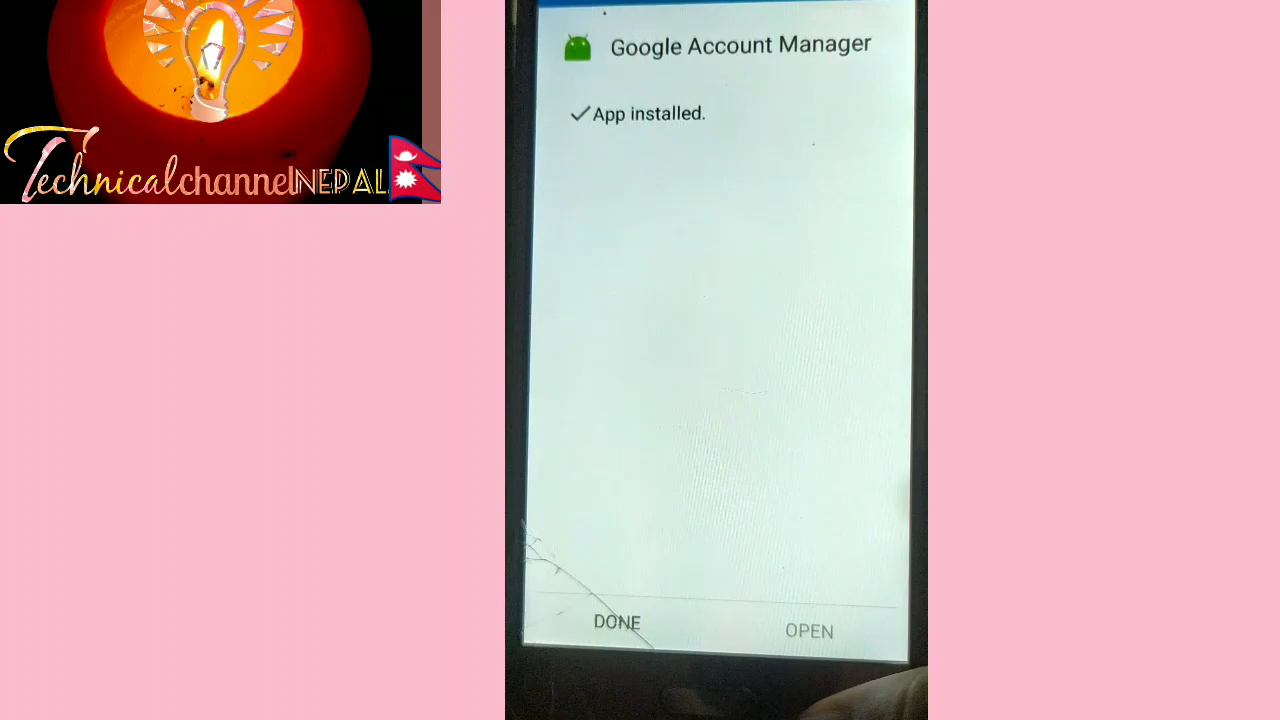 TechnicalchannelNEPAL
Google Account Manager
App installed.
DONE
OPEN